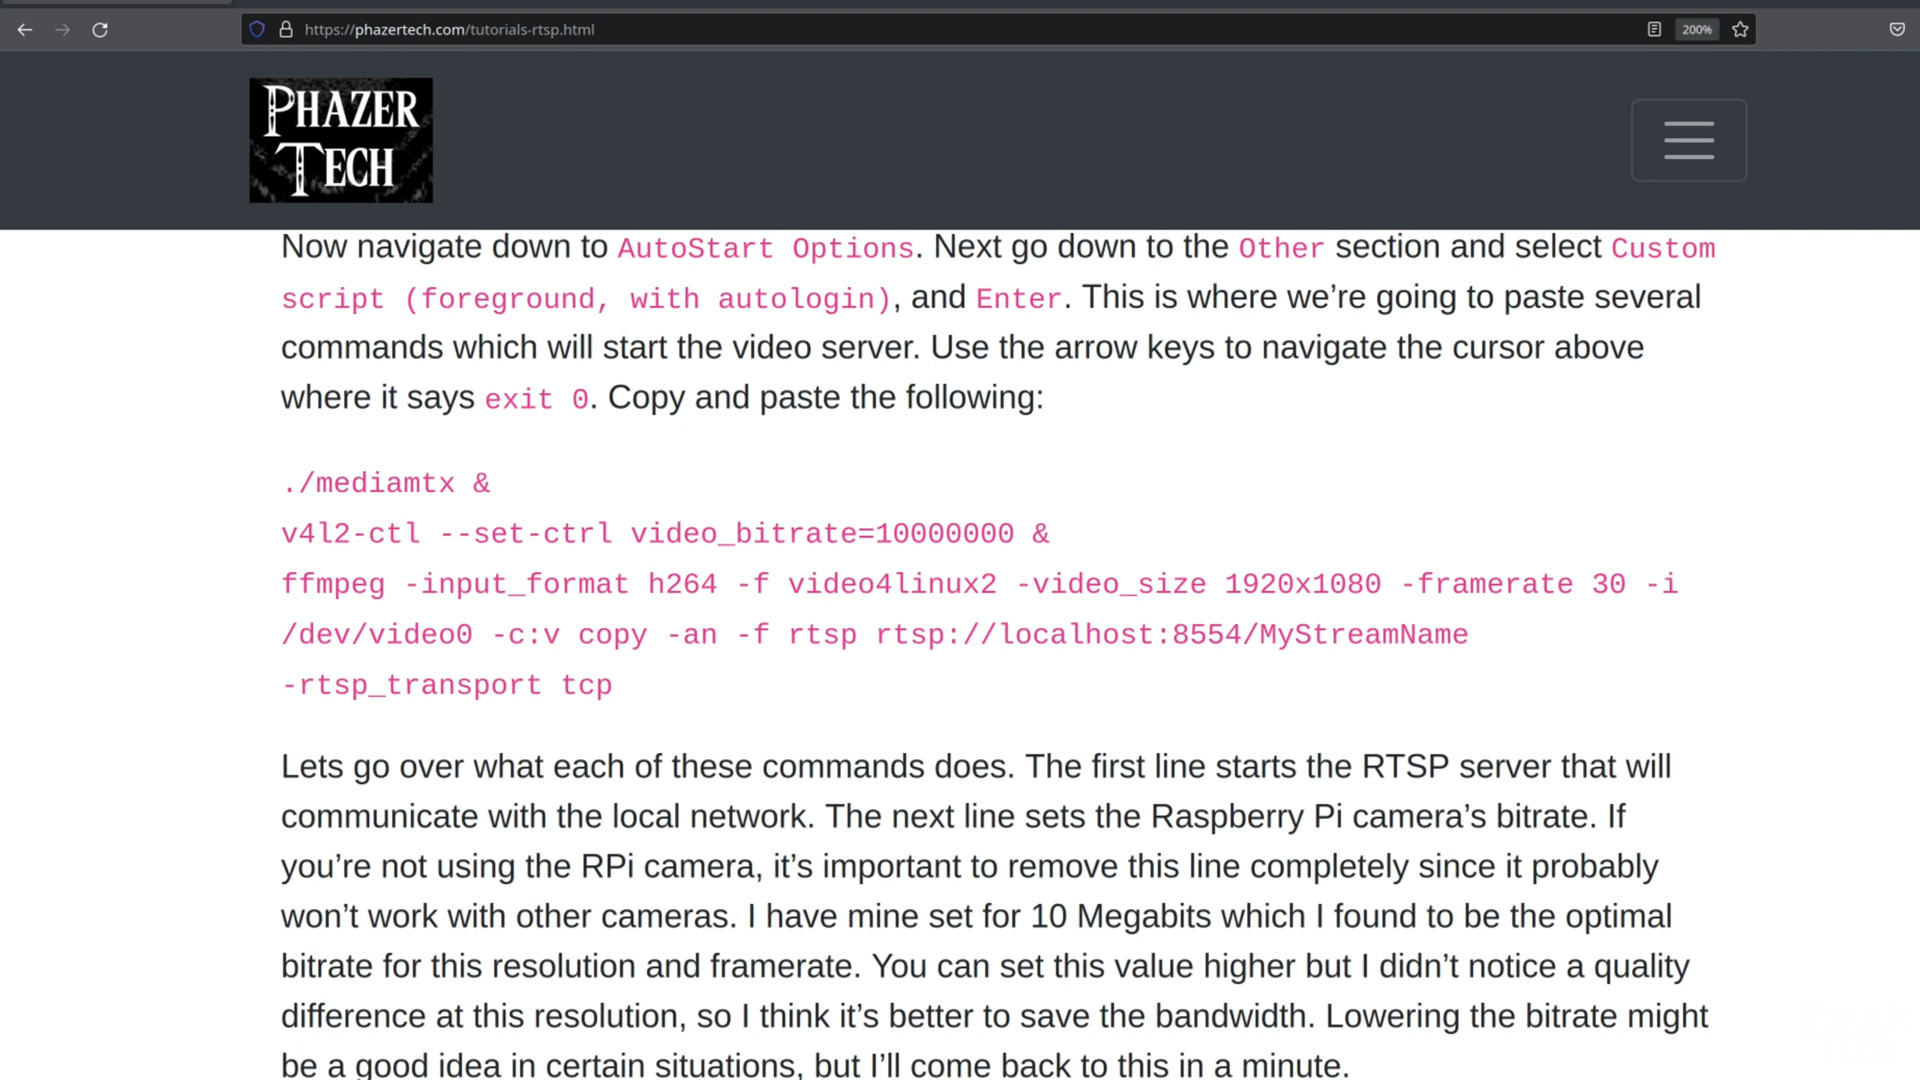 https://phazertech.com/tutorials-rtsp.html
200%
PHAZER
TECH
Now navigate down to AutoStart Options. Next go down to the Other section and select Custom
script (foreground, with autologin), and Enter. This is where we’re going to paste several
commands which will start the video server. Use the arrow keys to navigate the cursor above
where it says exit 0. Copy and paste the following:
./mediamtx &
v4l2-ctl --set-ctrl video_bitrate=10000000 &
ffmpeg -input_format h264 -f video4linux2 -video_size 1920x1080 -framerate 30 -i
/dev/video0 -c:v copy -an -f rtsp rtsp://localhost:8554/MyStreamName
-rtsp_transport tcp
Lets go over what each of these commands does. The first line starts the RTSP server that will
communicate with the local network. The next line sets the Raspberry Pi camera’s bitrate. If
you’re not using the RPi camera, it’s important to remove this line completely since it probably
won’t work with other cameras. I have mine set for 10 Megabits which I found to be the optimal
bitrate for this resolution and framerate. You can set this value higher but I didn’t notice a quality
difference at this resolution, so I think it’s better to save the bandwidth. Lowering the bitrate might
be a good idea in certain situations, but I’ll come back to this in a minute.